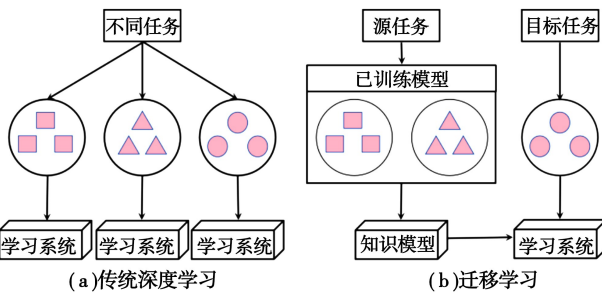 不同任务
学习系统
学习系统
学习系统
(a)传统深度学习
源任务
目标任务
已训练模型
知识模型
学习系统
(b)迁移学习